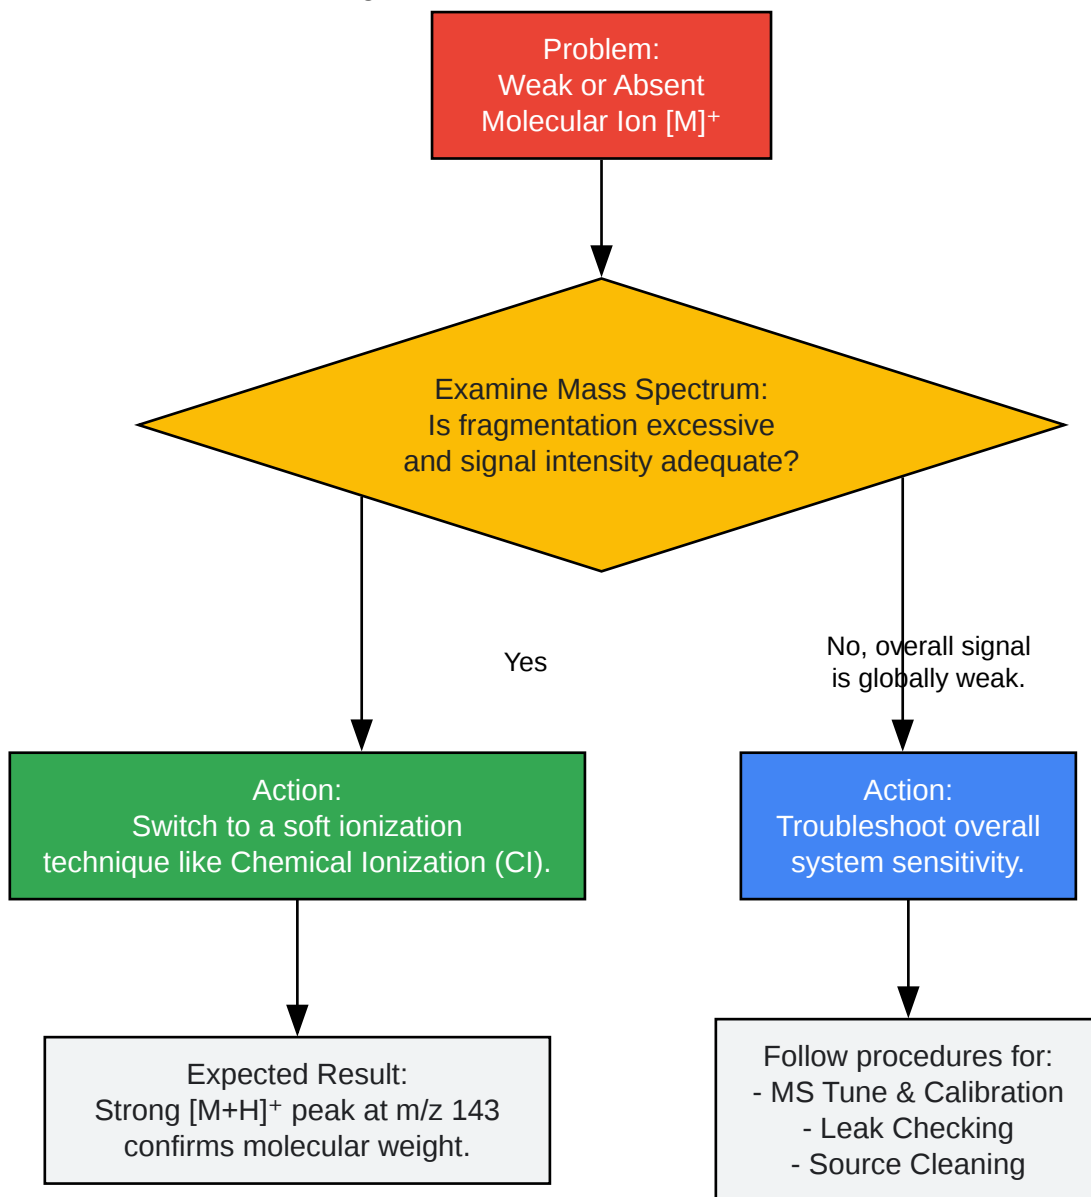 Problem:
Weak or Absent
Molecular Ion [M]⁺
Examine Mass Spectrum:
Is fragmentation excessive
and signal intensity adequate?
Yes
No, overall signal
is globally weak.
Action:
Switch to a soft ionization
technique like Chemical Ionization (CI).
Action:
Troubleshoot overall
system sensitivity.
Expected Result:
Strong [M+H]⁺ peak at m/z 143
confirms molecular weight.
Follow procedures for:
- MS Tune & Calibration
- Leak Checking
- Source Cleaning